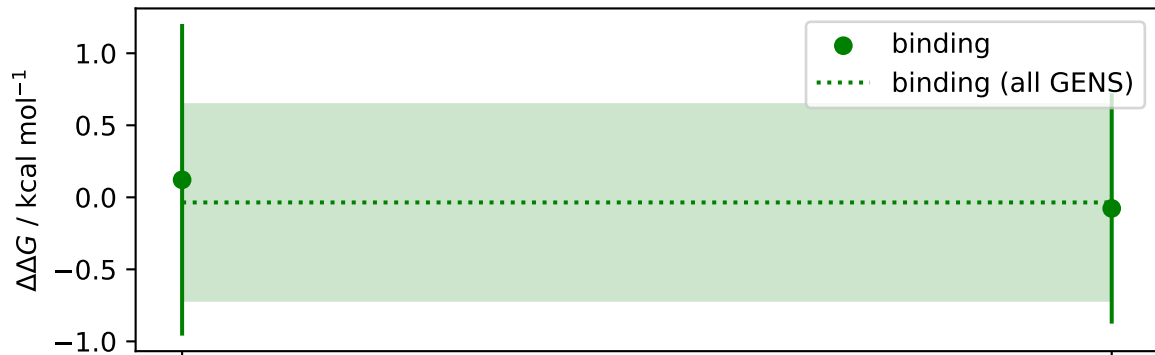 binding
binding (all GENS)
ΔΔG / kcal mol⁻¹
1.0
0.5
0.0
−0.5
−1.0